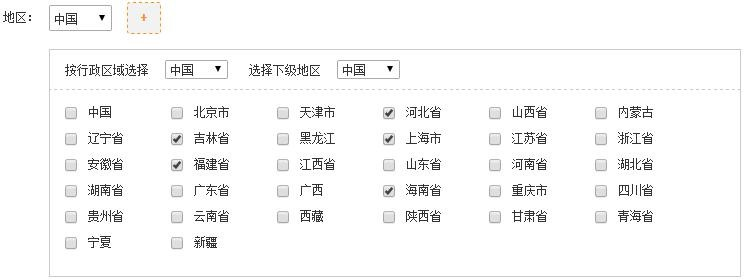 地区： 中国 +
按行政区域选择 中国 选择下级地区 中国
中国 北京市 天津市 河北省 山西省 内蒙古
辽宁省 吉林省 黑龙江 上海市 江苏省 浙江省
安徽省 福建省 江西省 山东省 河南省 湖北省
湖南省 广东省 广西 海南省 重庆市 四川省
贵州省 云南省 西藏 陕西省 甘肃省 青海省
宁夏 新疆